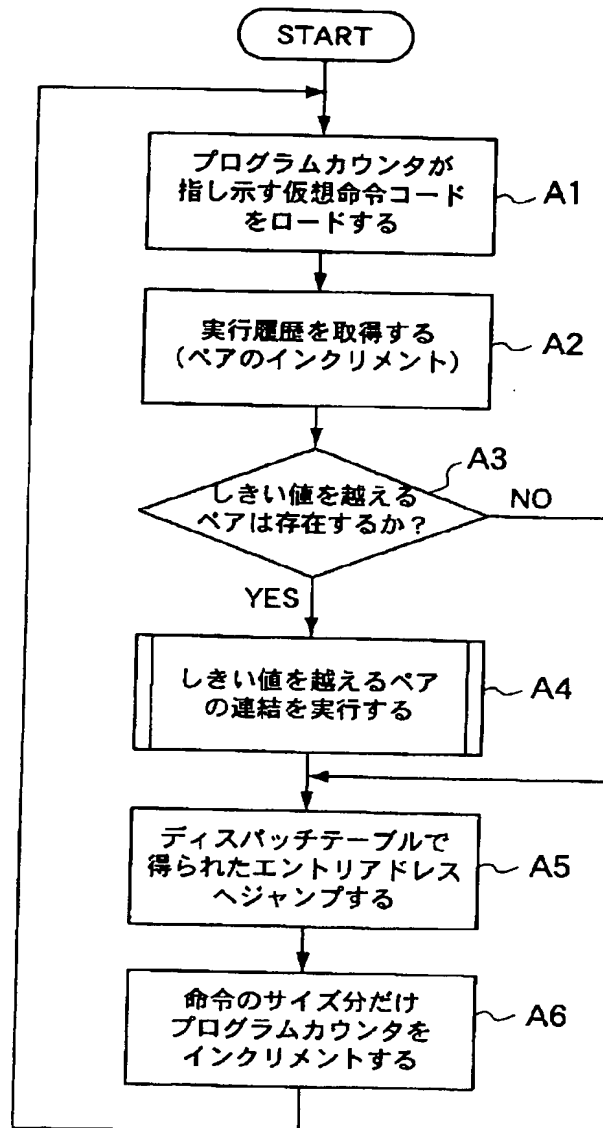 START
プログラムカウンタが
指し示す仮想命令コード
をロードする
A1
実行履歴を取得する
(ペアのインクリメント)
A2
A3
しきい値を越える
ペアは存在するか?
NO
YES
しきい値を越えるペア
の連結を実行する
A4
ディスパッチテーブルで
得られたエントリアドレス
へジャンプする
A5
命令のサイズ分だけ
プログラムカウンタを
インクリメントする
A6